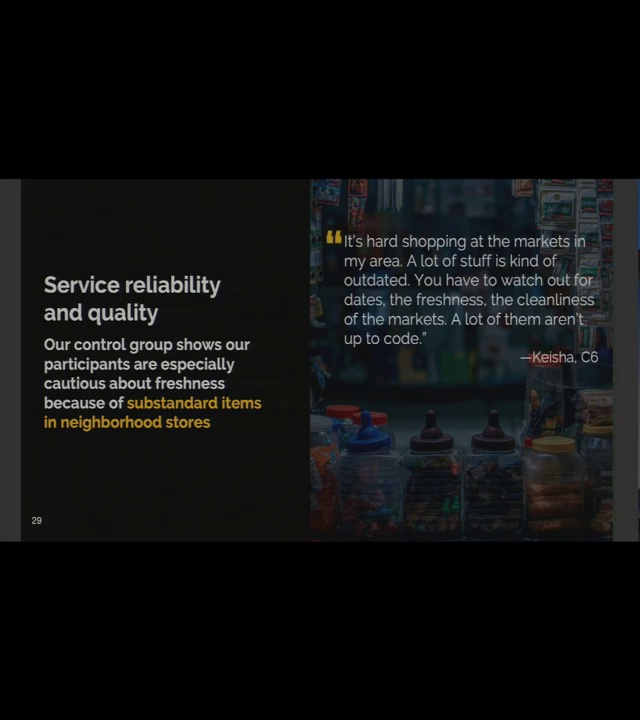 Service reliability
and quality
Our control group shows our
participants are especially
cautious about freshness
because of substandard items
in neighborhood stores
29
“It's hard shopping at the markets in
my area. A lot of stuff is kind of
outdated. You have to watch out for
dates, the freshness, the cleanliness
of the markets. A lot of them aren't
up to code.”
—Keisha, C6